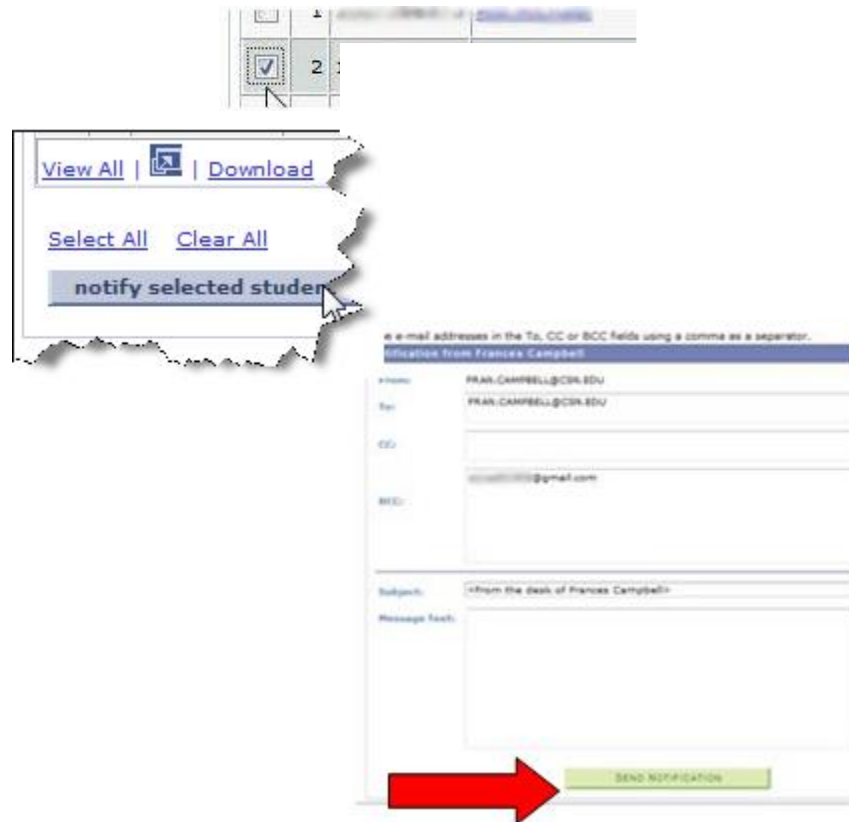 1
2
View All | | Download
Select All Clear All
notify selected studen
e e-mail addresses in the To, CC or BCC fields using a comma as a seperator.
tification from Frances Campbell
From: FRAN.CAMPBELL@CSN.EDU
To: FRAN.CAMPBELL@CSN.EDU
CC:
@gmail.com
BCC:
Subject: <From the desk of Frances Campbell>
Message Text:
SEND NOTIFICATION